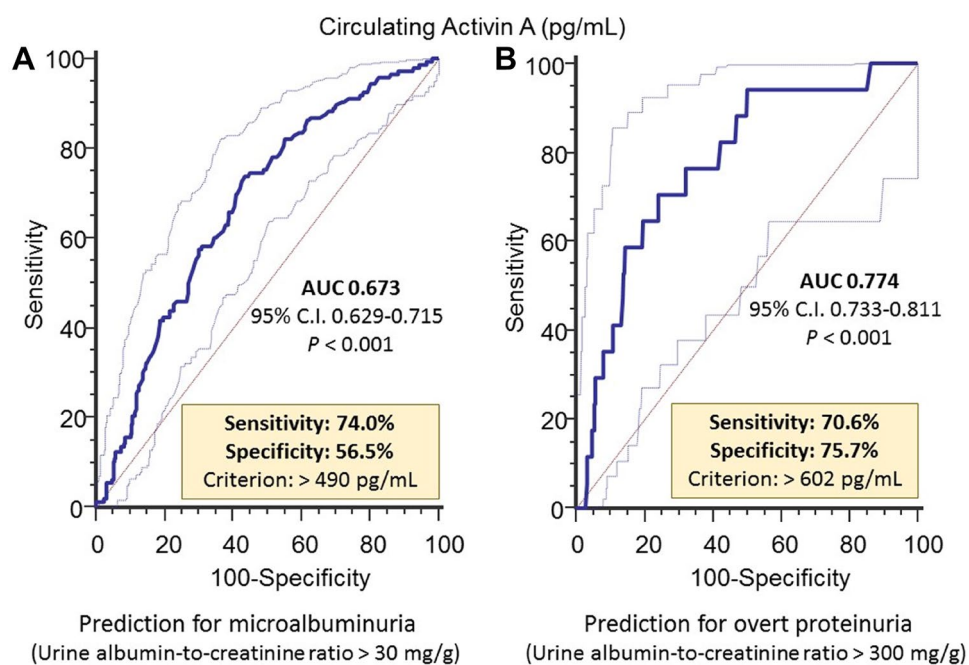 Circulating Activin A (pg/mL)
A
B
100
80
60
40
20
0
Sensitivity
0 20 40 60 80 100
100-Specificity
AUC 0.673
95% C.I. 0.629-0.715
P < 0.001
Sensitivity: 74.0%
Specificity: 56.5%
Criterion: > 490 pg/mL
Prediction for microalbuminuria
(Urine albumin-to-creatinine ratio > 30 mg/g)
100
80
60
40
20
0
Sensitivity
0 20 40 60 80 100
100-Specificity
AUC 0.774
95% C.I. 0.733-0.811
P < 0.001
Sensitivity: 70.6%
Specificity: 75.7%
Criterion: > 602 pg/mL
Prediction for overt proteinuria
(Urine albumin-to-creatinine ratio > 300 mg/g)